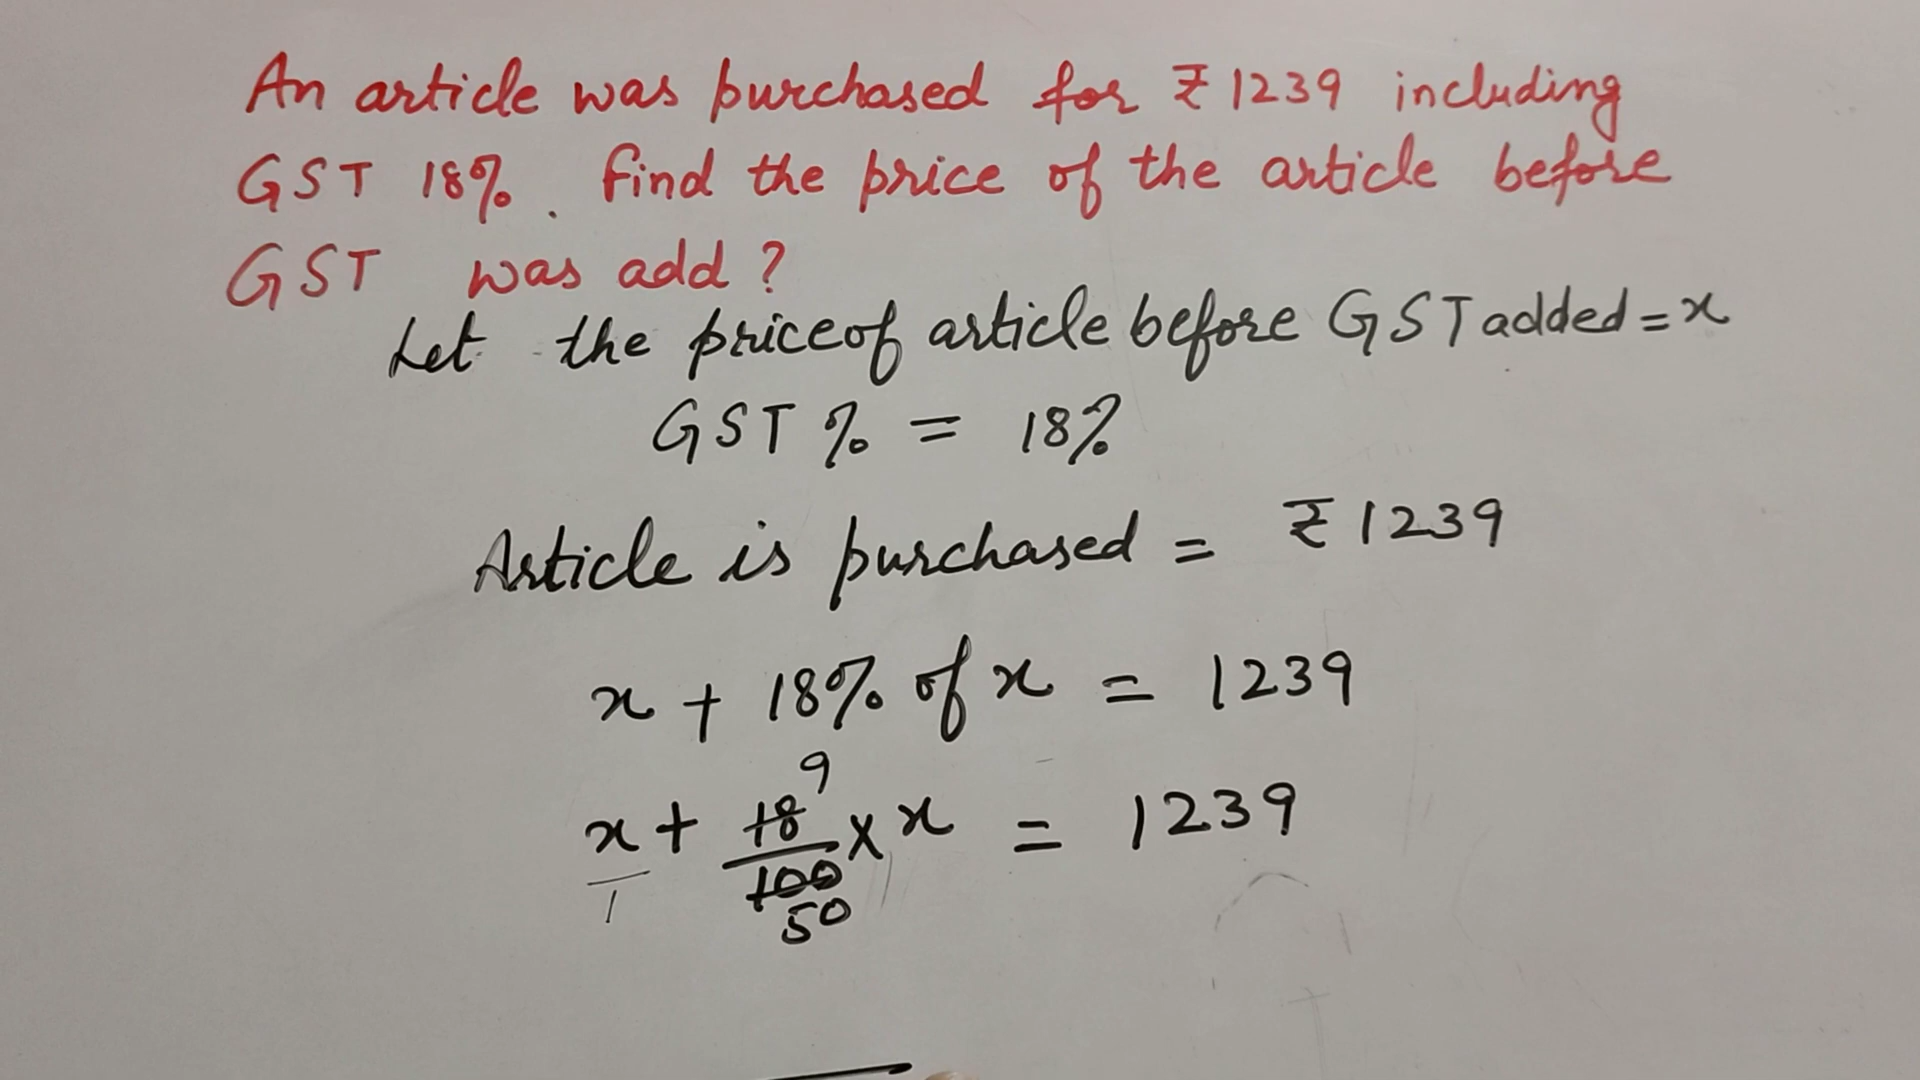 An article was purchased for ₹ 1239 including
GST 18%. find the price of the article before
GST was add ?
Let the price of article before GST added = x
GST % = 18%
Article is purchased = ₹ 1239
x + 18% of x = 1239
9
x + 18 × x = 1239
1 100
50